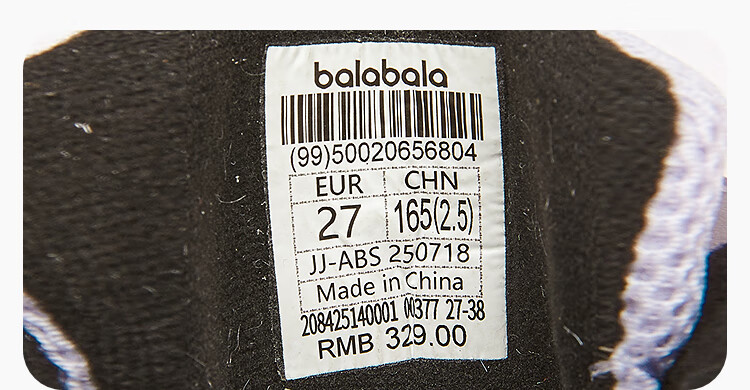 balabala
(99)50020656804
EUR CHN
27 165(2.5)
JJ-ABS 250718
Made in China
208425140001 00377 27-38
RMB 329.00